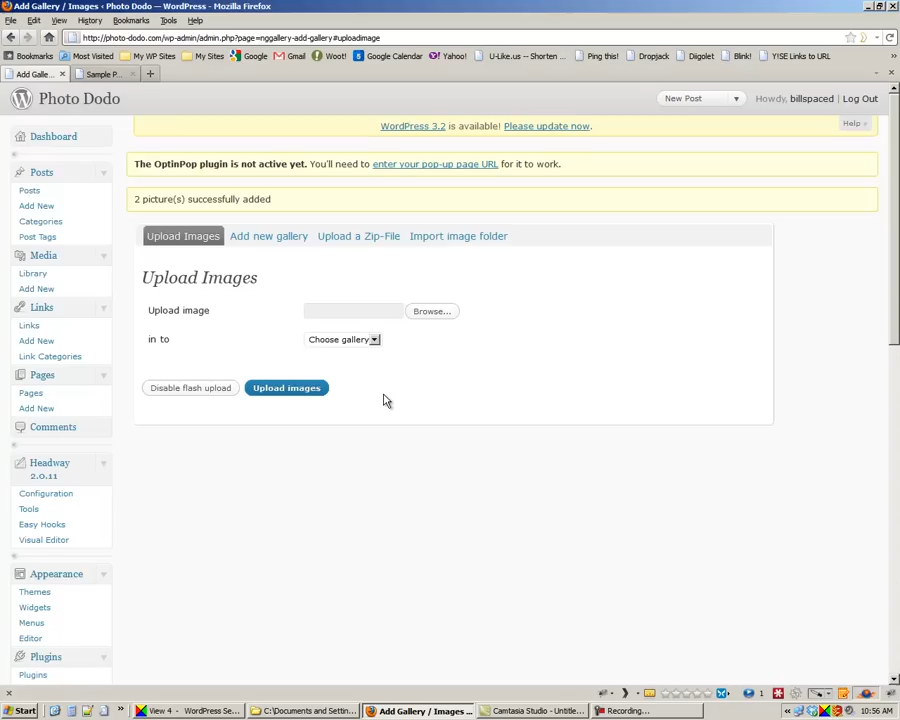 Add Gallery / Images ‹ Photo Dodo — WordPress - Mozilla Firefox
File Edit View History Bookmarks Tools Help
http://photo-dodo.com/wp-admin/admin.php?page=nggallery-add-gallery#uploadimage
Bookmarks Most Visited My WP Sites My Sites Google Gmail Woot! Google Calendar Yahoo! U-Like.us -- Shorten ... Ping this! Dropjack Diigolet Blink! Y!SE Links to URL
Add Galle... Sample P...
Photo Dodo New Post Howdy, billspaced | Log Out
WordPress 3.2 is available! Please update now. Help
Dashboard
The OptinPop plugin is not active yet. You'll need to enter your pop-up page URL for it to work.
2 picture(s) successfully added
Posts
Posts
Add New
Categories
Post Tags
Media
Library
Add New
Links
Links
Add New
Link Categories
Pages
Pages
Add New
Comments
Headway
2.0.11
Configuration
Tools
Easy Hooks
Visual Editor
Appearance
Themes
Widgets
Menus
Editor
Plugins
Plugins
Upload Images Add new gallery Upload a Zip-File Import image folder
Upload Images
Upload image Browse...
in to Choose gallery
Disable flash upload Upload images
1
Start View 4 - WordPress Se... C:\Documents and Settin... Add Gallery / Images ... Camtasia Studio - Untitle... Recording... 10:56 AM